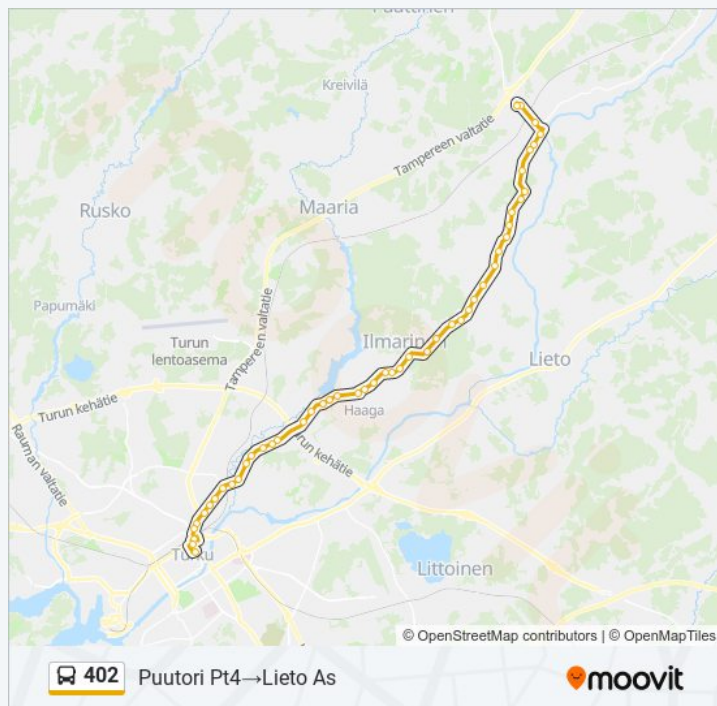 Puuttinen
Kreivilä
Tampereen valtatie
Rusko
Maaria
Papumäki
Turun
lentoasema
Tampereen valtatie
Lieto
Haaga
Turun kehätie
Rauman valtatie
Turun kehätie
Turku
Littoinen
© OpenStreetMap contributors | © OpenMapTiles
402 Puutori Pt4→Lieto As
moovit